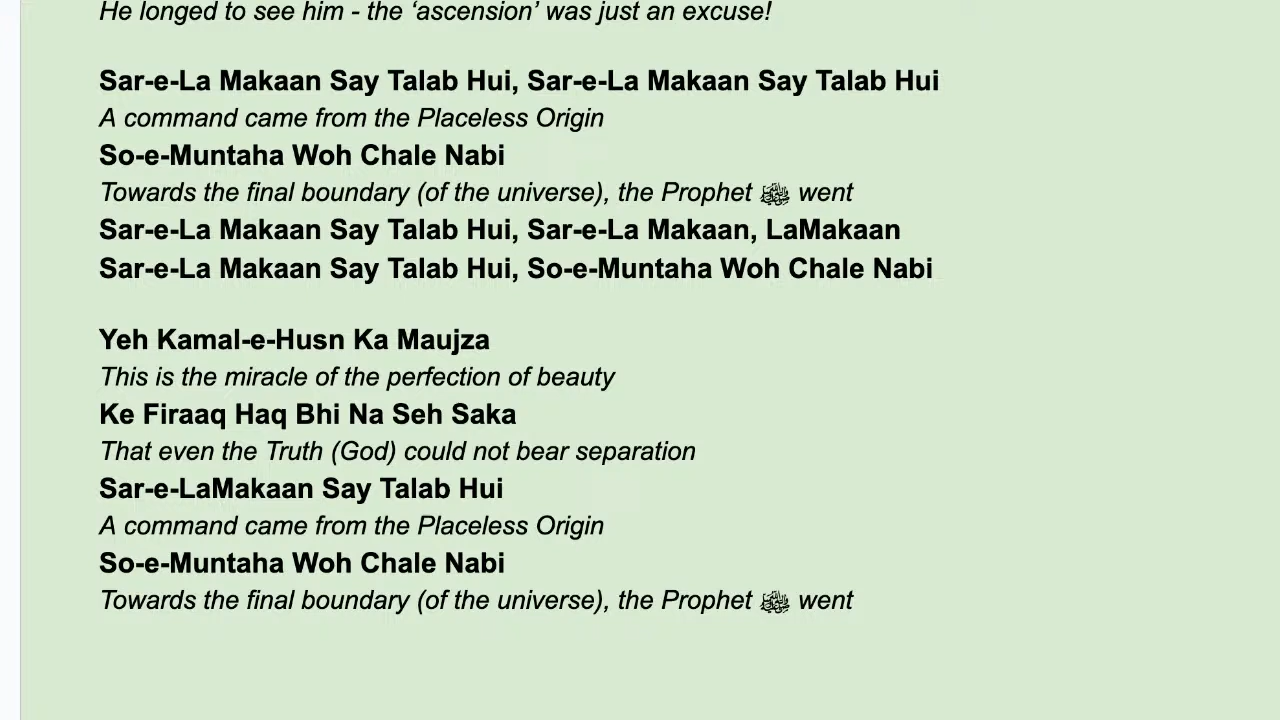 He longed to see him - the ‘ascension’ was just an excuse!
Sar-e-La Makaan Say Talab Hui, Sar-e-La Makaan Say Talab Hui
A command came from the Placeless Origin
So-e-Muntaha Woh Chale Nabi
Towards the final boundary (of the universe), the Prophet ﷺ went
Sar-e-La Makaan Say Talab Hui, Sar-e-La Makaan, LaMakaan
Sar-e-La Makaan Say Talab Hui, So-e-Muntaha Woh Chale Nabi
Yeh Kamal-e-Husn Ka Maujza
This is the miracle of the perfection of beauty
Ke Firaaq Haq Bhi Na Seh Saka
That even the Truth (God) could not bear separation
Sar-e-LaMakaan Say Talab Hui
A command came from the Placeless Origin
So-e-Muntaha Woh Chale Nabi
Towards the final boundary (of the universe), the Prophet ﷺ went